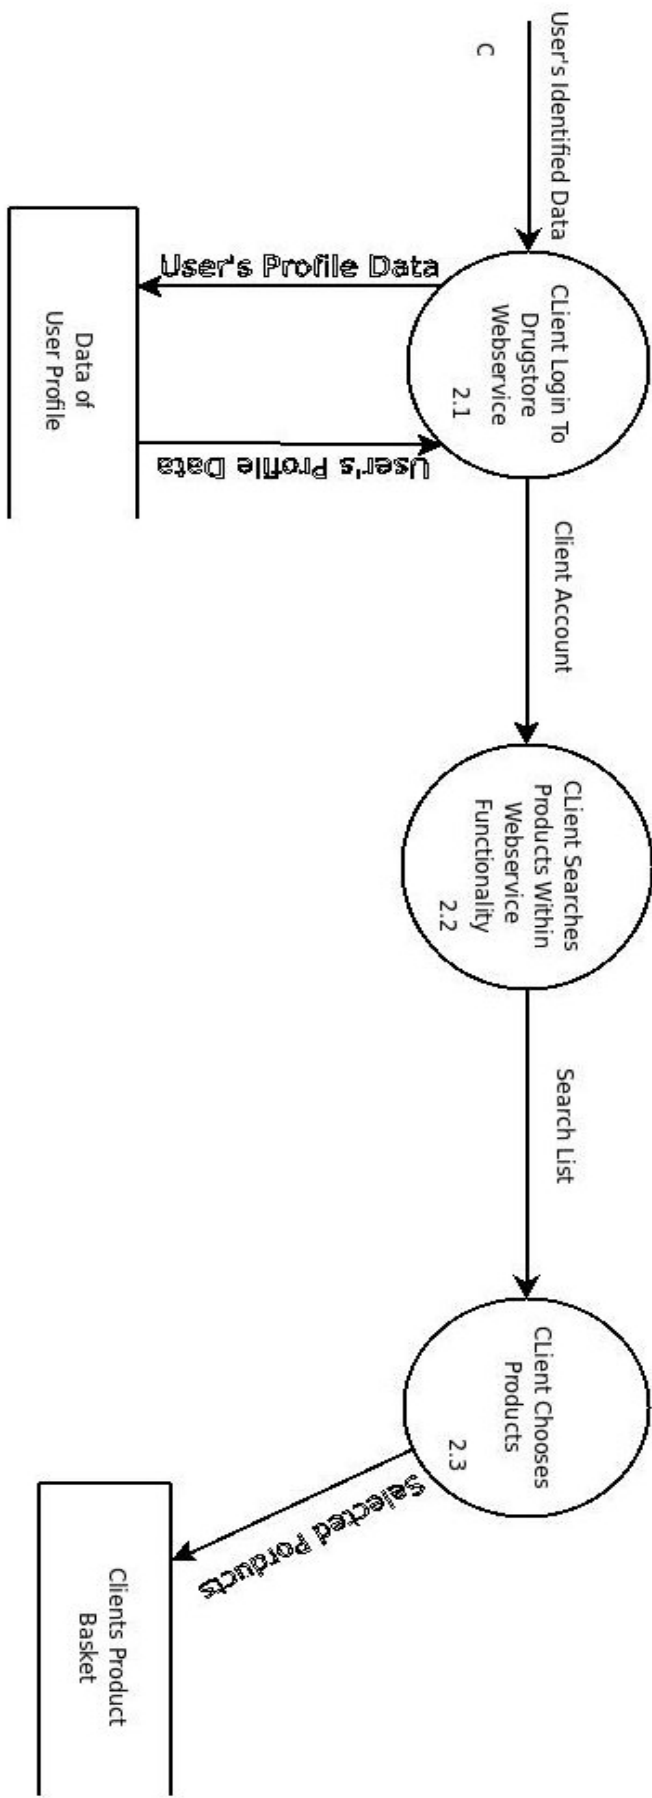 User's Identified Data
C
CLient Login To
Drugstore
Webservice
2.1
User's Profile Data
User's Profile Data
Data of
User Profile
Client Account
CLient Searches
Products Within
Webservice
Functionality
2.2
Search List
CLient Chooses
Products
2.3
Selected Porducts
Clients Product
Basket